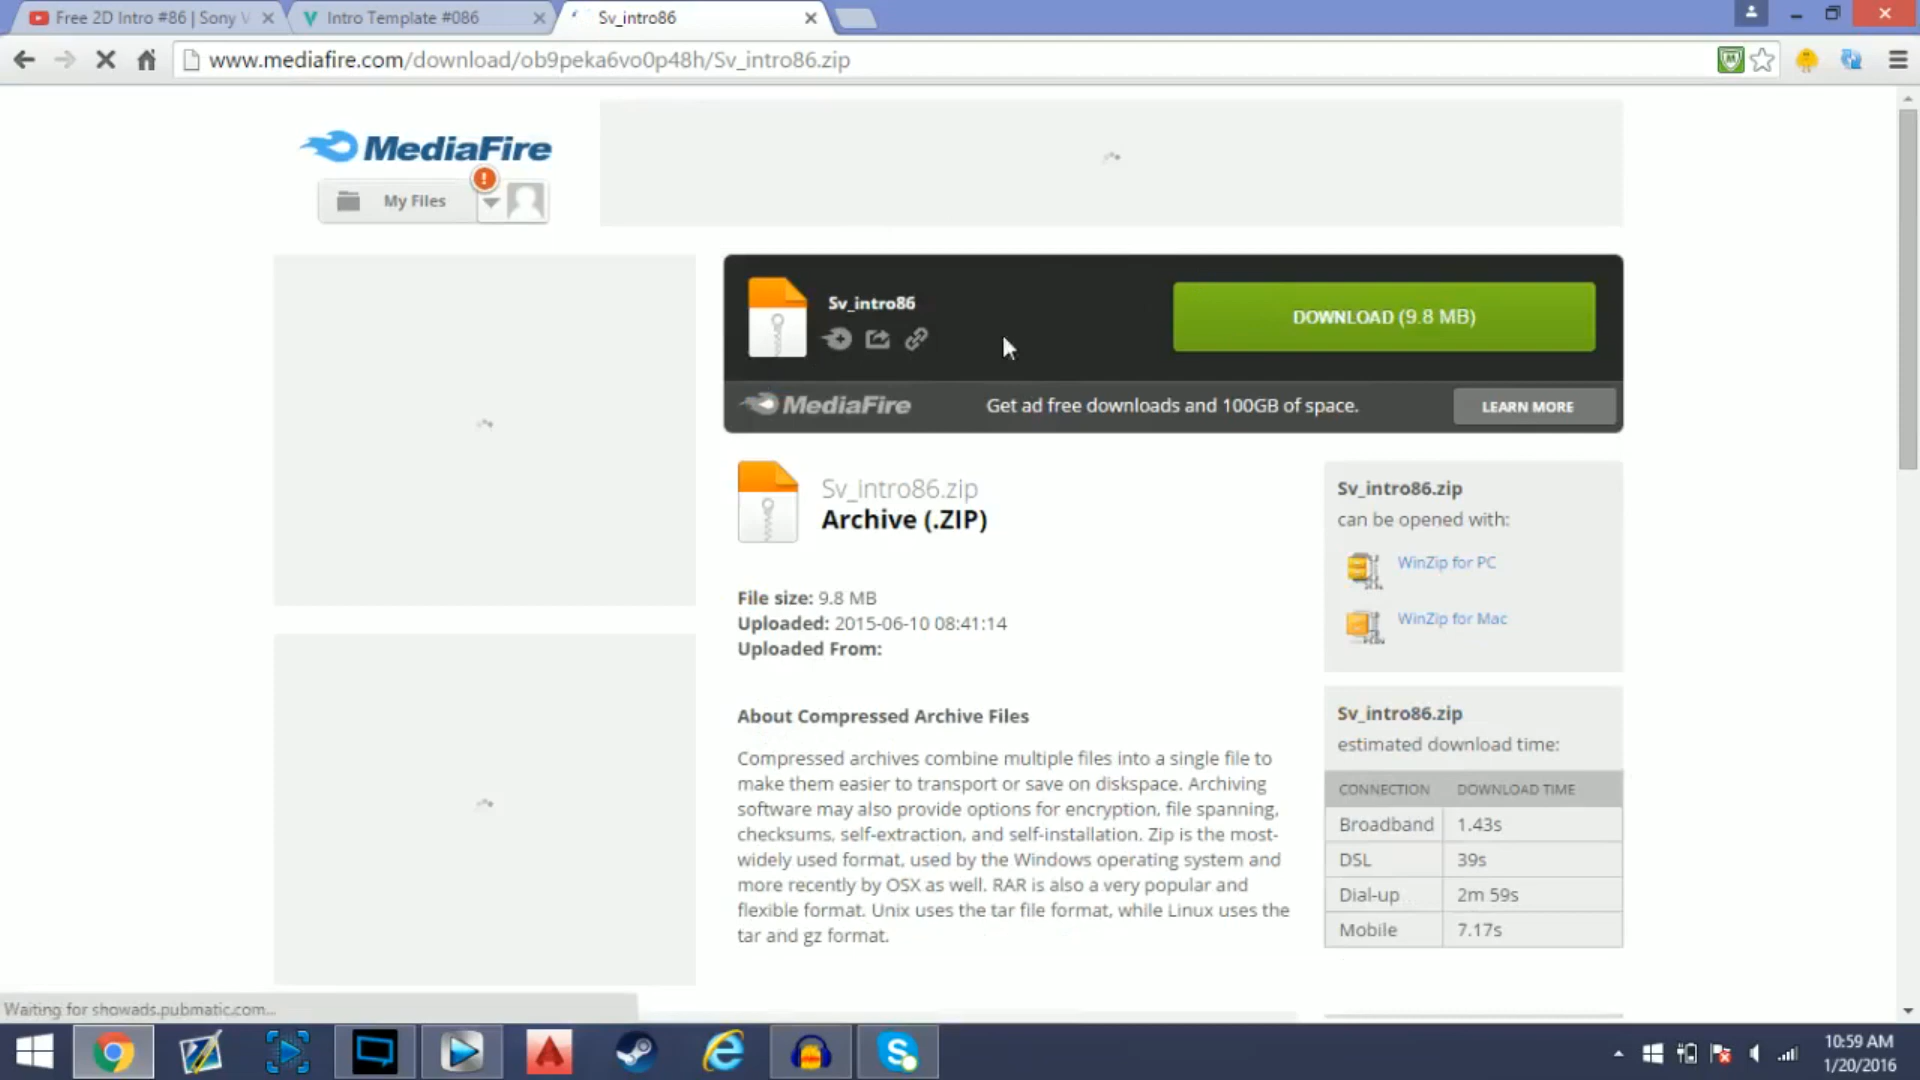 Free 2D Intro #86 | Sony V
Intro Template #086
Sv_intro86
www.mediafire.com/download/ob9peka6vo0p48h/Sv_intro86.zip
MediaFire
!
My Files
Sv_intro86
DOWNLOAD (9.8 MB)
MediaFire
Get ad free downloads and 100GB of space.
LEARN MORE
Sv_intro86.zip
Archive (.ZIP)
File size: 9.8 MB
Uploaded: 2015-06-10 08:41:14
Uploaded From:
About Compressed Archive Files
Compressed archives combine multiple files into a single file to
make them easier to transport or save on diskspace. Archiving
software may also provide options for encryption, file spanning,
checksums, self-extraction, and self-installation. Zip is the most-
widely used format, used by the Windows operating system and
more recently by OSX as well. RAR is also a very popular and
flexible format. Unix uses the tar file format, while Linux uses the
tar and gz format.
Sv_intro86.zip
can be opened with:
WinZip for PC
WinZip for Mac
Sv_intro86.zip
estimated download time:
CONNECTION DOWNLOAD TIME
Broadband 1.43s
DSL 39s
Dial-up 2m 59s
Mobile 7.17s
Waiting for showads.pubmatic.com...
10:59 AM
1/20/2016